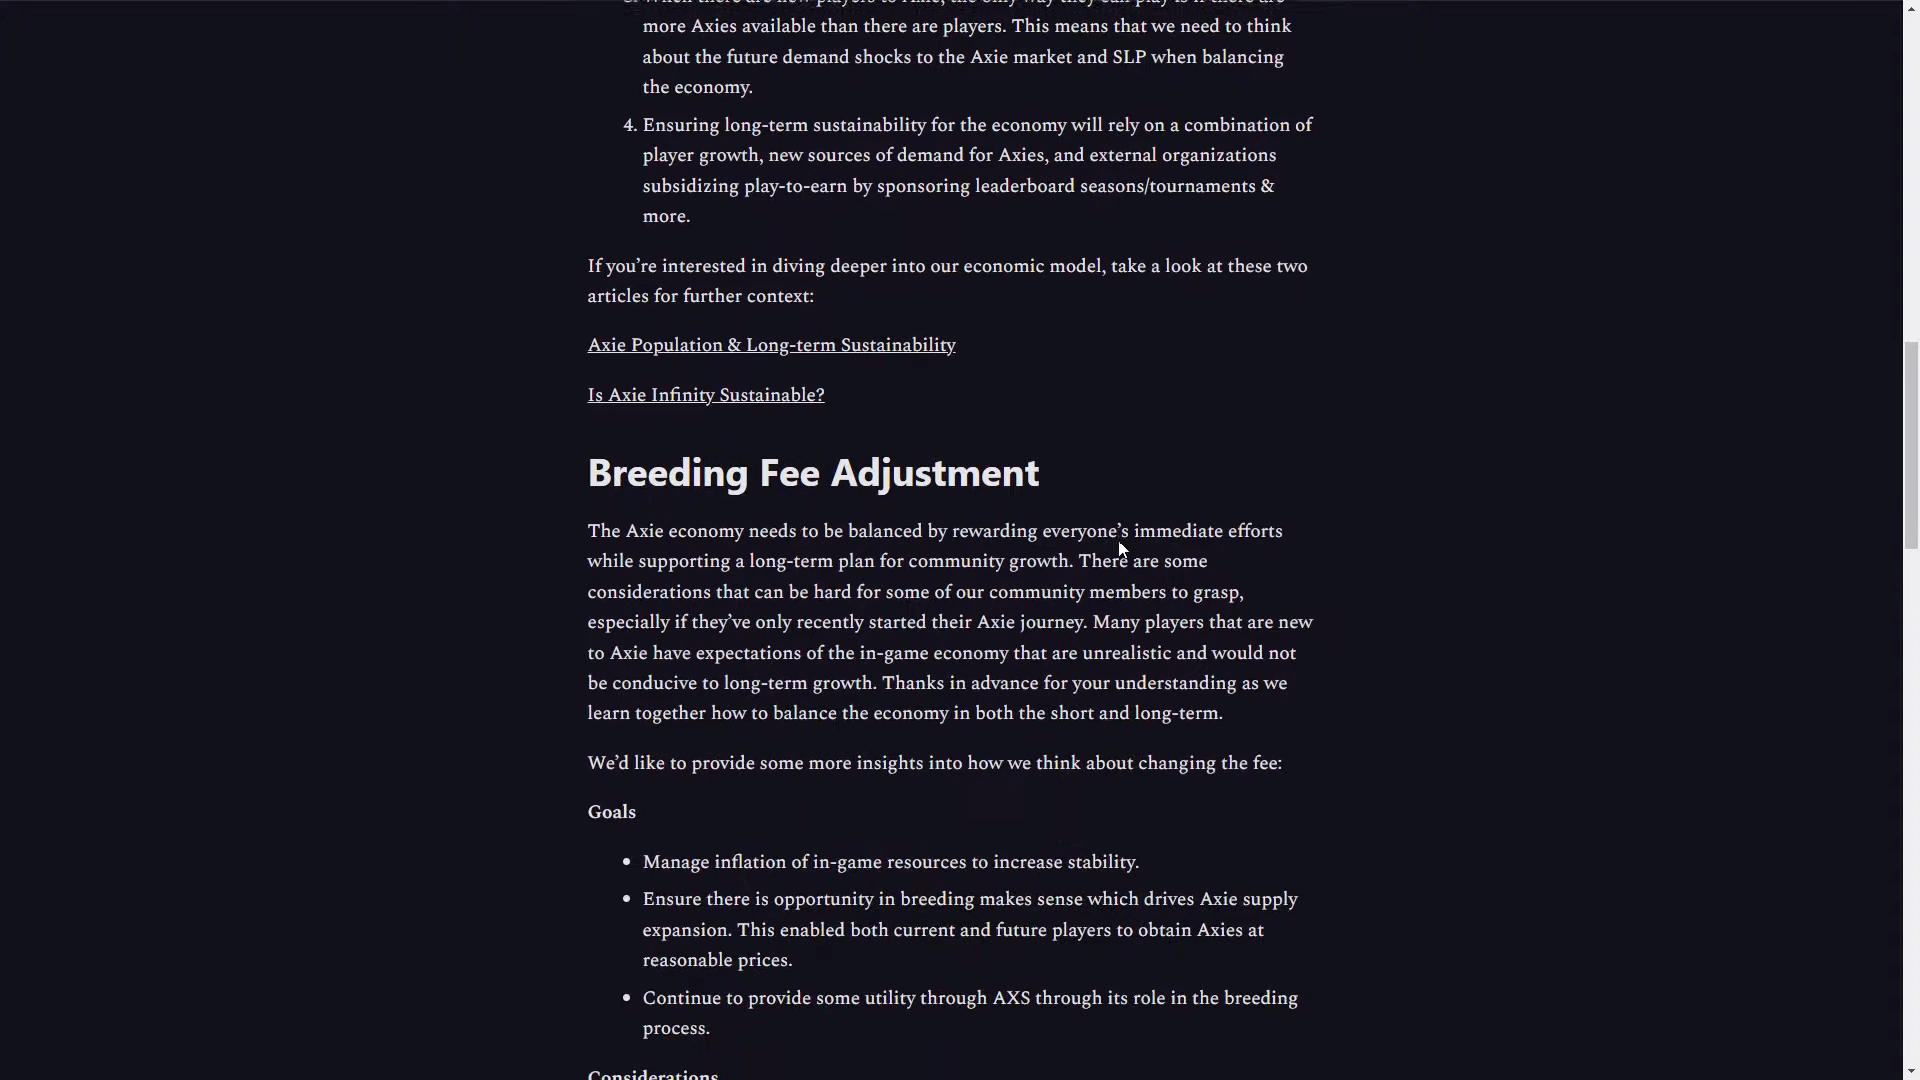 more Axies available than there are players. This means that we need to think
about the future demand shocks to the Axie market and SLP when balancing
the economy.
4. Ensuring long-term sustainability for the economy will rely on a combination of
player growth, new sources of demand for Axies, and external organizations
subsidizing play-to-earn by sponsoring leaderboard seasons/tournaments &
more.
If you’re interested in diving deeper into our economic model, take a look at these two
articles for further context:
Axie Population & Long-term Sustainability
Is Axie Infinity Sustainable?
Breeding Fee Adjustment
The Axie economy needs to be balanced by rewarding everyone’s immediate efforts
while supporting a long-term plan for community growth. There are some
considerations that can be hard for some of our community members to grasp,
especially if they’ve only recently started their Axie journey. Many players that are new
to Axie have expectations of the in-game economy that are unrealistic and would not
be conducive to long-term growth. Thanks in advance for your understanding as we
learn together how to balance the economy in both the short and long-term.
We’d like to provide some more insights into how we think about changing the fee:
Goals
• Manage inflation of in-game resources to increase stability.
• Ensure there is opportunity in breeding makes sense which drives Axie supply
expansion. This enabled both current and future players to obtain Axies at
reasonable prices.
• Continue to provide some utility through AXS through its role in the breeding
process.
Considerations